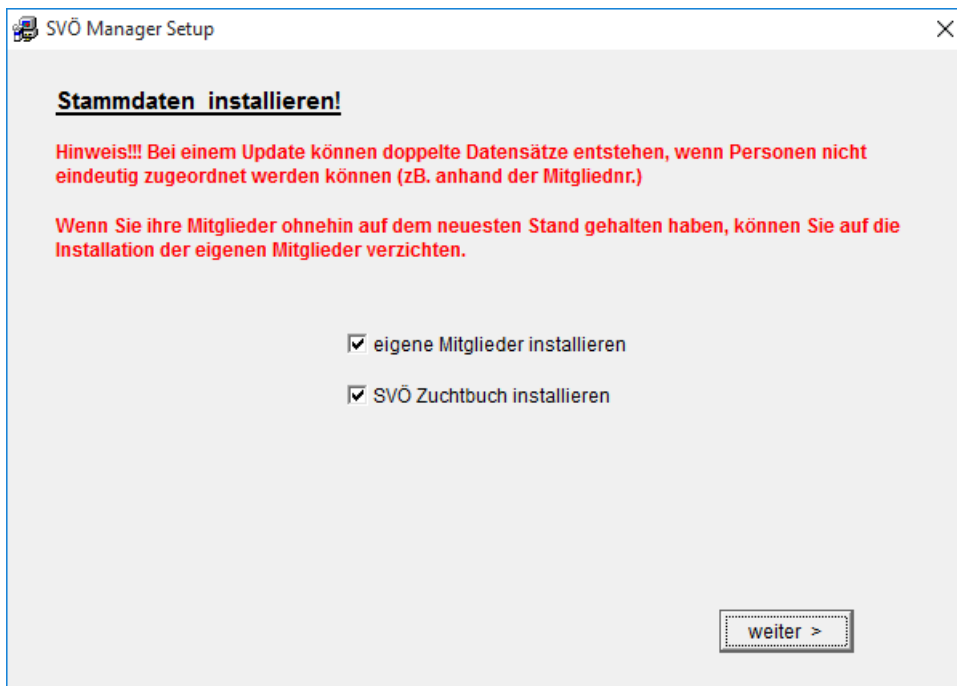 SVÖ Manager Setup
Stammdaten installieren!
Hinweis!!! Bei einem Update können doppelte Datensätze entstehen, wenn Personen nicht
eindeutig zugeordnet werden können (zB. anhand der Mitgliednr.)
Wenn Sie ihre Mitglieder ohnehin auf dem neuesten Stand gehalten haben, können Sie auf die
Installation der eigenen Mitglieder verzichten.
eigene Mitglieder installieren
SVÖ Zuchtbuch installieren
weiter >